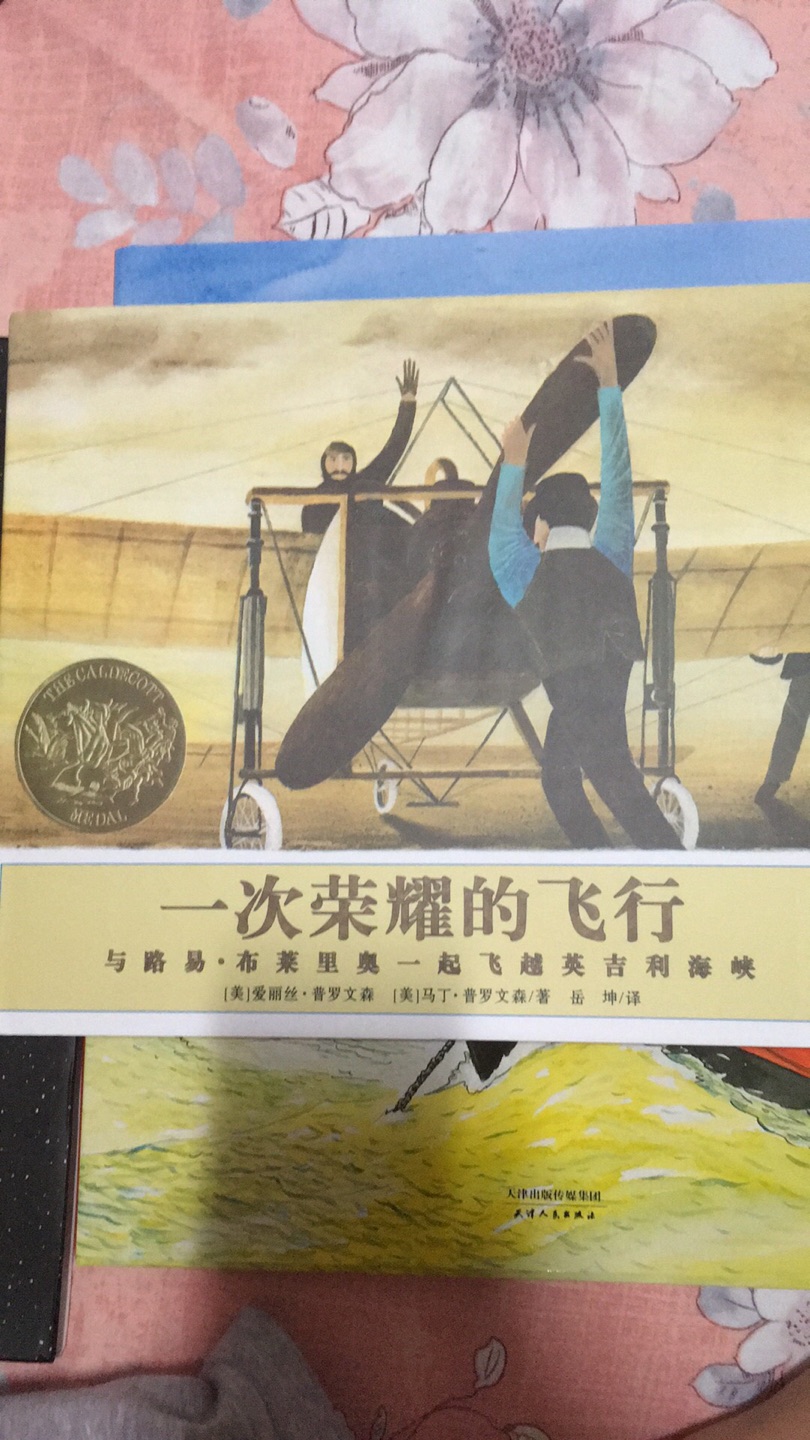 THE CALDECOTT
MEDAL
一次荣耀的飞行
与路易·布莱里奥一起飞越英吉利海峡
[美]爱丽丝·普罗文森 [美]马丁·普罗文森/著 岳 坤/译
天津出版传媒集团
天津人民出版社